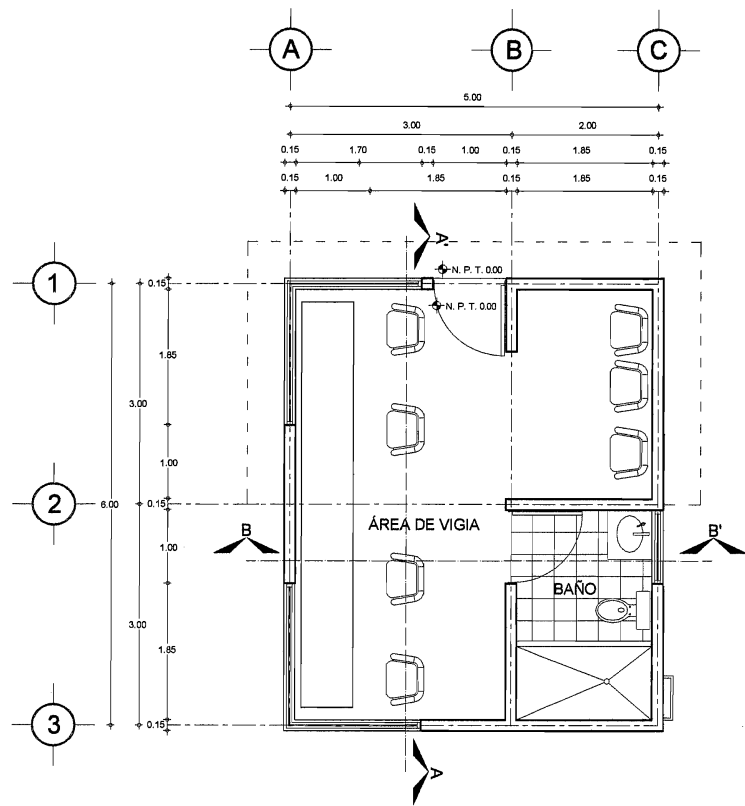 A B C
5.00
3.00 2.00
0.15 1.70 0.15 1.00 0.15 1.85 0.15
0.15 1.00 1.85 0.15 1.85 0.15
A'
N. P. T. 0.00
1
0.15
N. P. T. 0.00
1.85
3.00
1.00
2
6.00
0.15
ÁREA DE VIGIA
B
B'
1.00
BAÑO
3.00
1.85
3
0.15
A